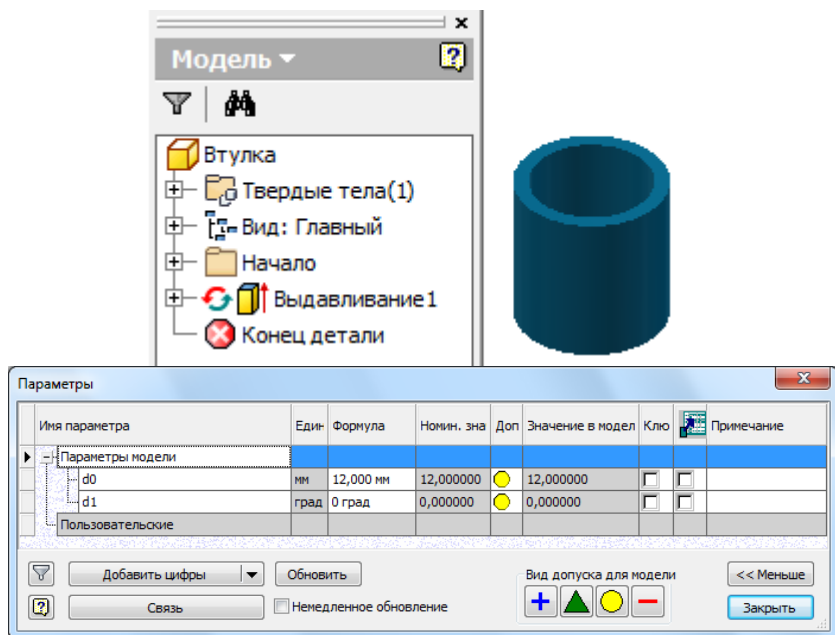 Модель
Втулка
Твердые тела(1)
Вид: Главный
Начало
Выдавливание1
Конец детали
Параметры
Имя параметра Един Формула Номин. зна Доп Значение в модел Клю Примечание
Параметры модели
d0 мм 12,000 мм 12,000000 12,000000
d1 град 0 град 0,000000 0,000000
Пользовательские
Добавить цифры Обновить Вид допуска для модели << Меньше
Связь Немедленное обновление Закрыть